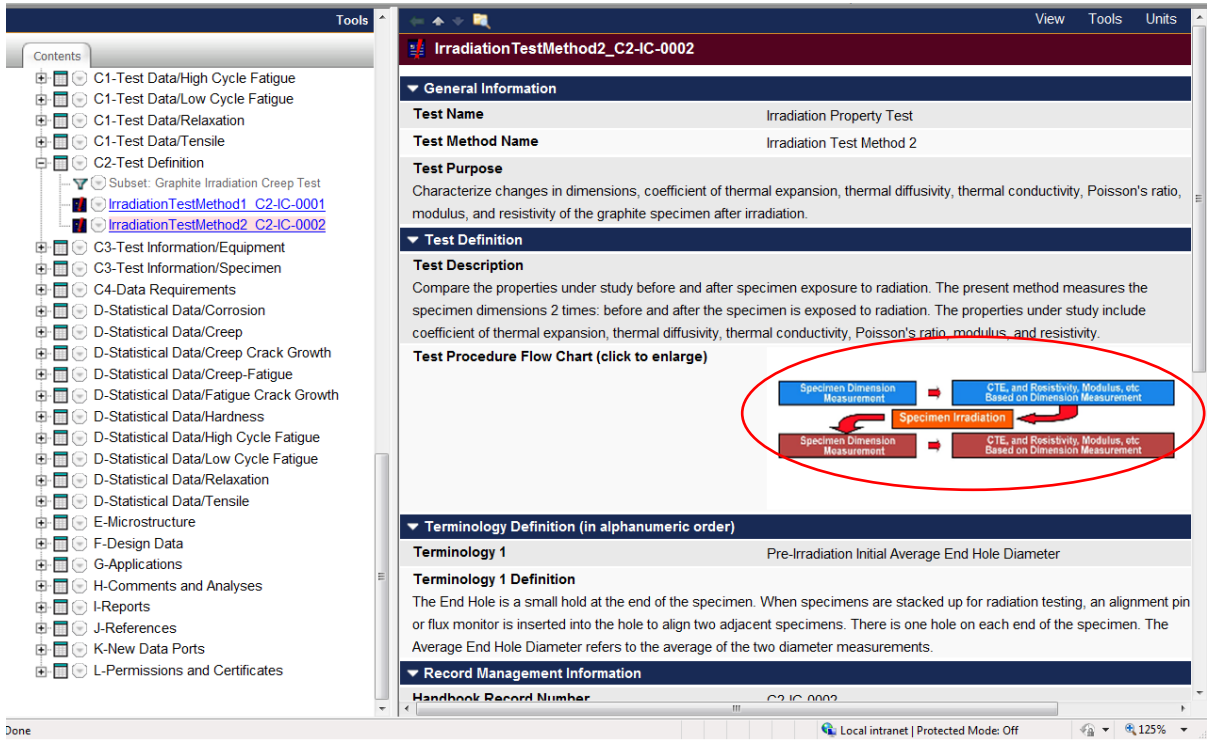 Tools
Contents
C1-Test Data/High Cycle Fatigue
C1-Test Data/Low Cycle Fatigue
C1-Test Data/Relaxation
C1-Test Data/Tensile
C2-Test Definition
Subset: Graphite Irradiation Creep Test
IrradiationTestMethod1_C2-IC-0001
IrradiationTestMethod2_C2-IC-0002
C3-Test Information/Equipment
C3-Test Information/Specimen
C4-Data Requirements
D-Statistical Data/Corrosion
D-Statistical Data/Creep
D-Statistical Data/Creep Crack Growth
D-Statistical Data/Creep-Fatigue
D-Statistical Data/Fatigue Crack Growth
D-Statistical Data/Hardness
D-Statistical Data/High Cycle Fatigue
D-Statistical Data/Low Cycle Fatigue
D-Statistical Data/Relaxation
D-Statistical Data/Tensile
E-Microstructure
F-Design Data
G-Applications
H-Comments and Analyses
I-Reports
J-References
K-New Data Ports
L-Permissions and Certificates
View Tools Units
IrradiationTestMethod2_C2-IC-0002
General Information
Test Name Irradiation Property Test
Test Method Name Irradiation Test Method 2
Test Purpose
Characterize changes in dimensions, coefficient of thermal expansion, thermal diffusivity, thermal conductivity, Poisson's ratio,
modulus, and resistivity of the graphite specimen after irradiation.
Test Definition
Test Description
Compare the properties under study before and after specimen exposure to radiation. The present method measures the
specimen dimensions 2 times: before and after the specimen is exposed to radiation. The properties under study include
coefficient of thermal expansion, thermal diffusivity, thermal conductivity, Poisson's ratio, modulus, and resistivity.
Test Procedure Flow Chart (click to enlarge)
Specimen Dimension
Measurement
CTE, and Resistivity, Modulus, etc
Based on Dimension Measurement
Specimen Irradiation
Specimen Dimension
Measurement
CTE, and Resistivity, Modulus, etc
Based on Dimension Measurement
Terminology Definition (in alphanumeric order)
Terminology 1 Pre-Irradiation Initial Average End Hole Diameter
Terminology 1 Definition
The End Hole is a small hold at the end of the specimen. When specimens are stacked up for radiation testing, an alignment pin
or flux monitor is inserted into the hole to align two adjacent specimens. There is one hole on each end of the specimen. The
Average End Hole Diameter refers to the average of the two diameter measurements.
Record Management Information
Handbook Record Number C2-IC-0002
Done
Local intranet | Protected Mode: Off
125%